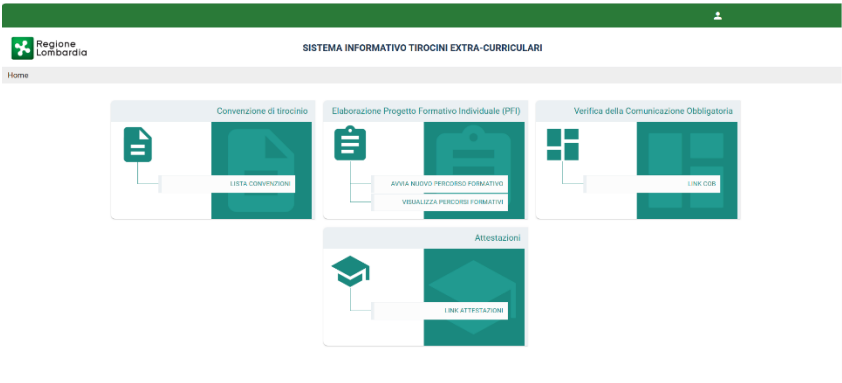 Regione
Lombardia
SISTEMA INFORMATIVO TIROCINI EXTRA-CURRICULARI
Home
Convenzione di tirocinio
LISTA CONVENZIONI
Elaborazione Progetto Formativo Individuale (PFI)
AVVIA NUOVO PERCORSO FORMATIVO
VISUALIZZA PERCORSI FORMATIVI
Verifica della Comunicazione Obbligatoria
LINK COB
Attestazioni
LINK ATTESTAZIONI